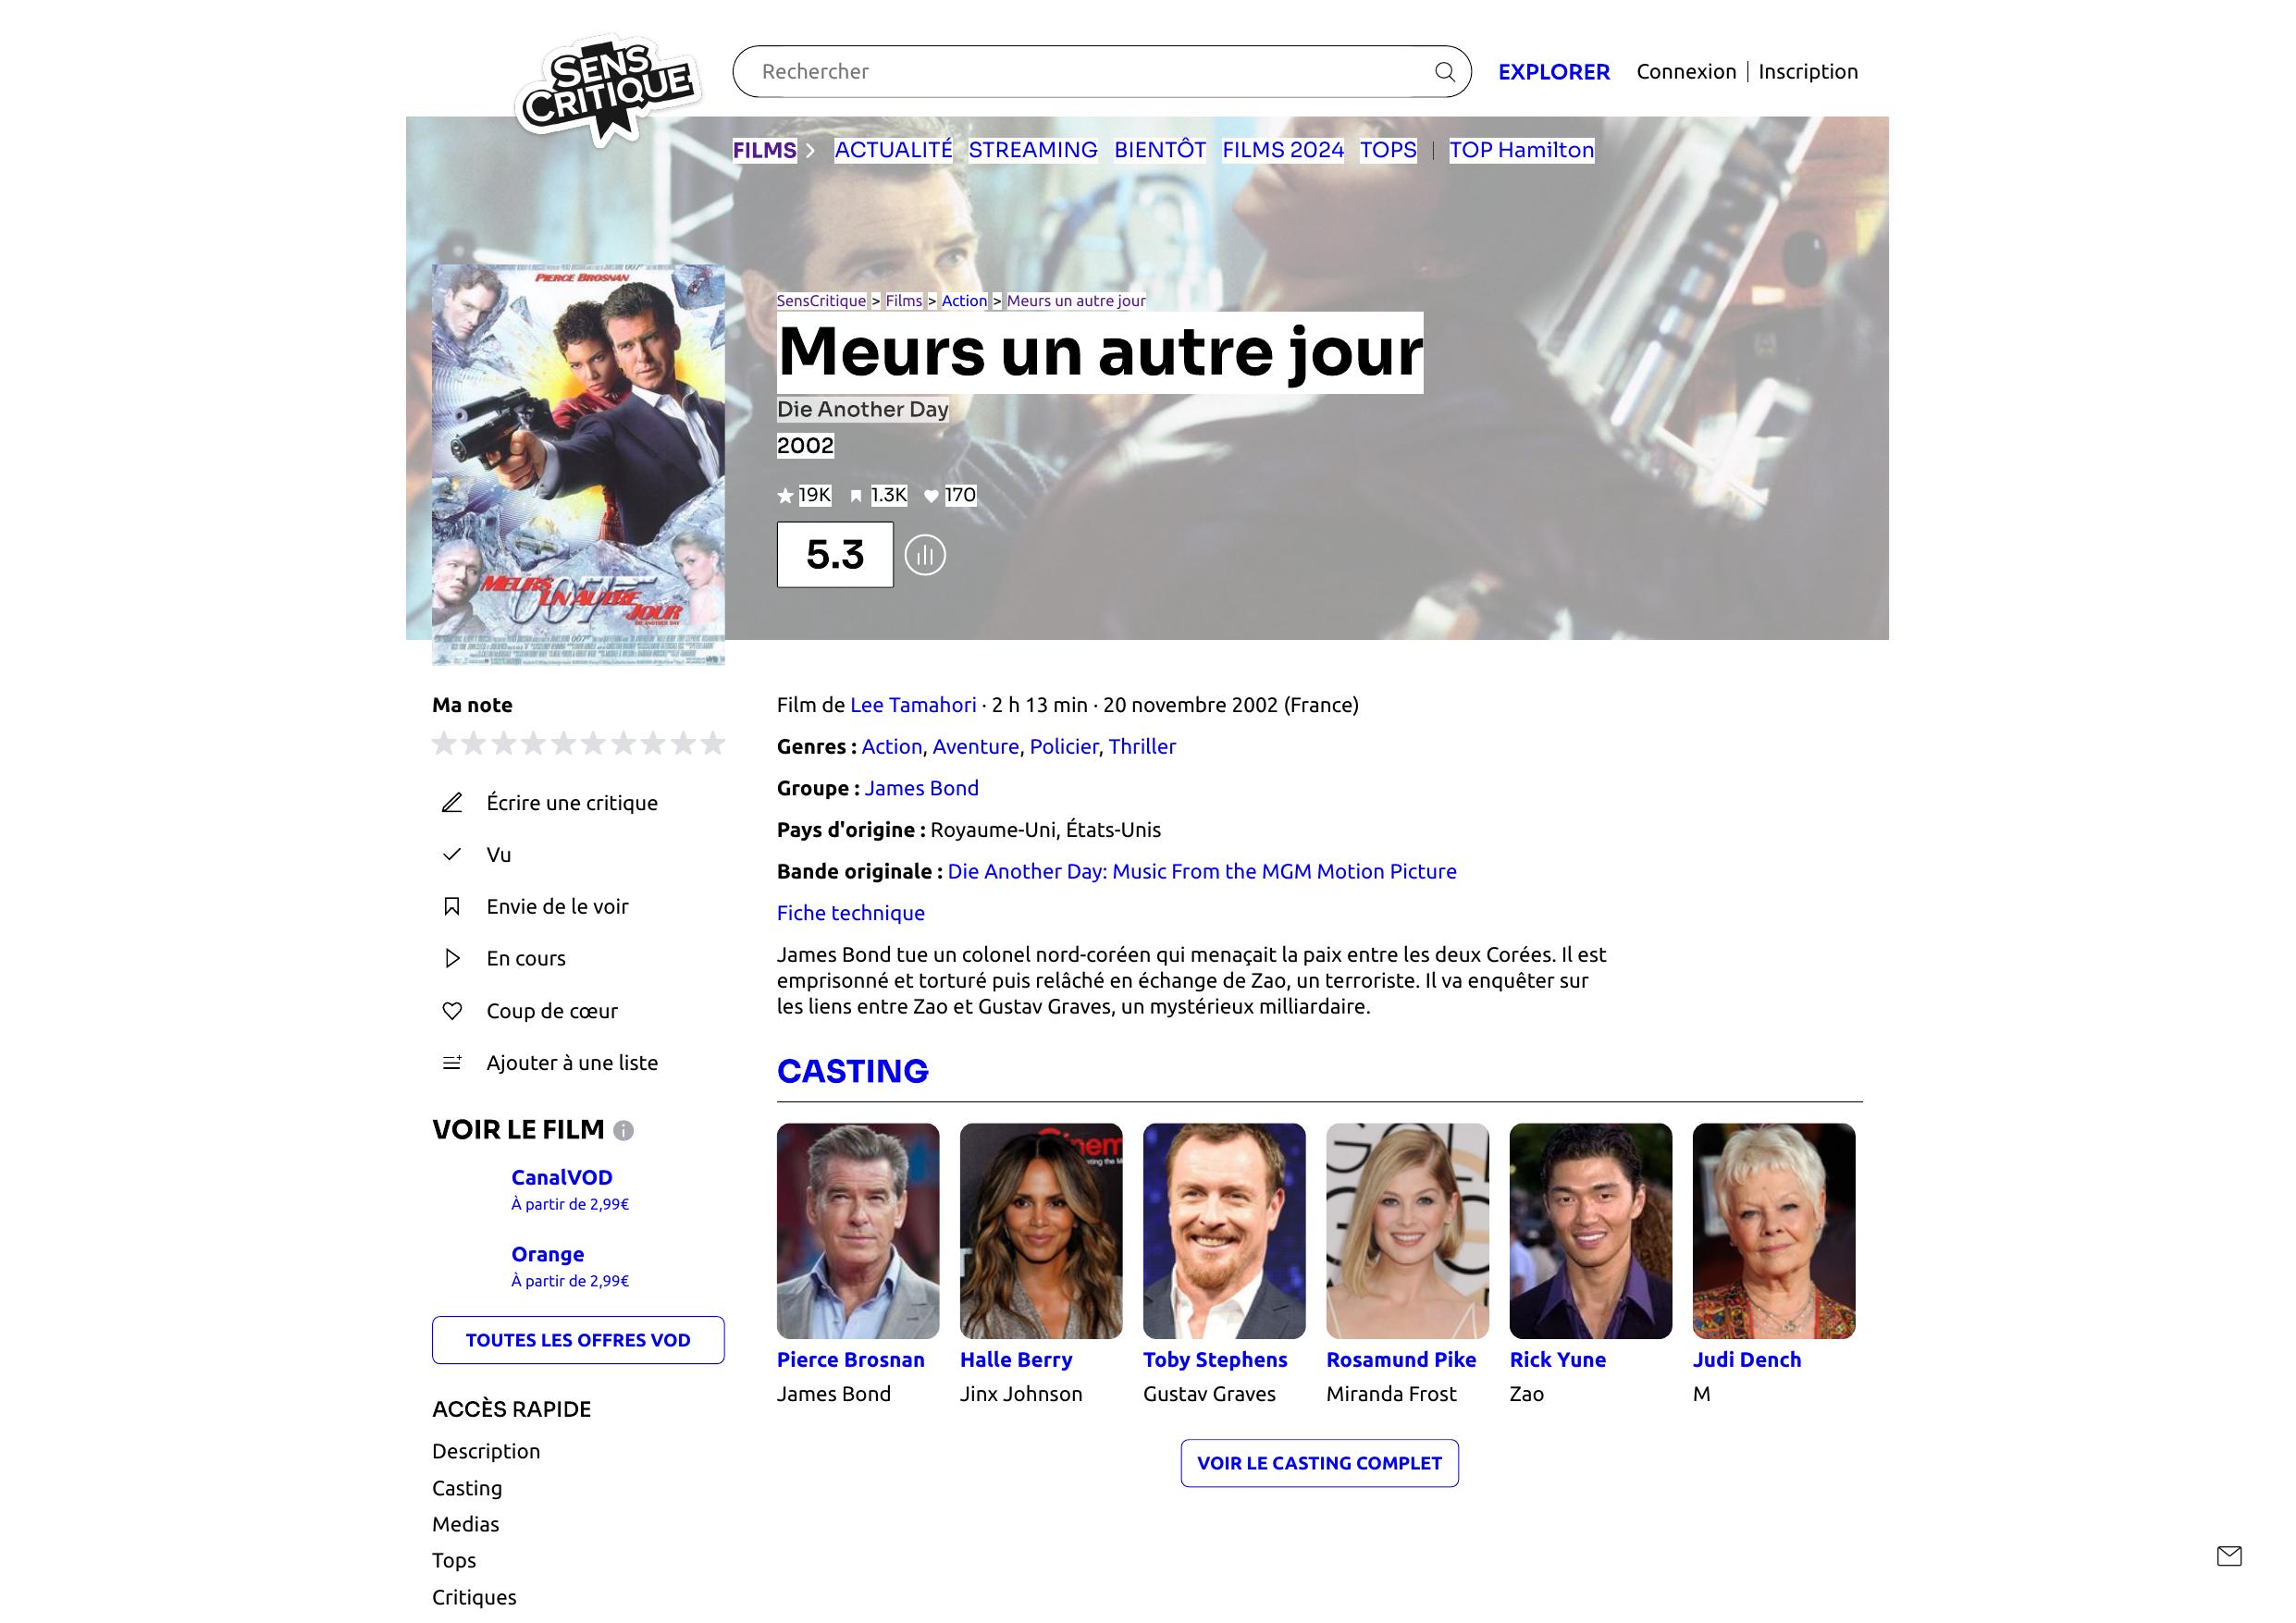 SENS
CRITIQUE
Rechercher
EXPLORER
Connexion | Inscription
FILMS
ACTUALITÉ
STREAMING
BIENTÔT
FILMS 2024
TOPS
TOP Hamilton
PIERCE BROSNAN
MEURS
UN AUTRE
JOUR
007
SensCritique > Films > Action > Meurs un autre jour
Meurs un autre jour
Die Another Day
2002
19K
1.3K
170
5.3
Ma note
Écrire une critique
Vu
Envie de le voir
En cours
Coup de cœur
Ajouter à une liste
VOIR LE FILM
CanalVOD
À partir de 2,99€
Orange
À partir de 2,99€
TOUTES LES OFFRES VOD
ACCÈS RAPIDE
Description
Casting
Medias
Tops
Critiques
Film de Lee Tamahori · 2 h 13 min · 20 novembre 2002 (France)
Genres : Action, Aventure, Policier, Thriller
Groupe : James Bond
Pays d'origine : Royaume-Uni, États-Unis
Bande originale : Die Another Day: Music From the MGM Motion Picture
Fiche technique
James Bond tue un colonel nord-coréen qui menaçait la paix entre les deux Corées. Il est
emprisonné et torturé puis relâché en échange de Zao, un terroriste. Il va enquêter sur
les liens entre Zao et Gustav Graves, un mystérieux milliardaire.
CASTING
Pierce Brosnan
James Bond
Halle Berry
Jinx Johnson
Toby Stephens
Gustav Graves
Rosamund Pike
Miranda Frost
Rick Yune
Zao
Judi Dench
M
VOIR LE CASTING COMPLET